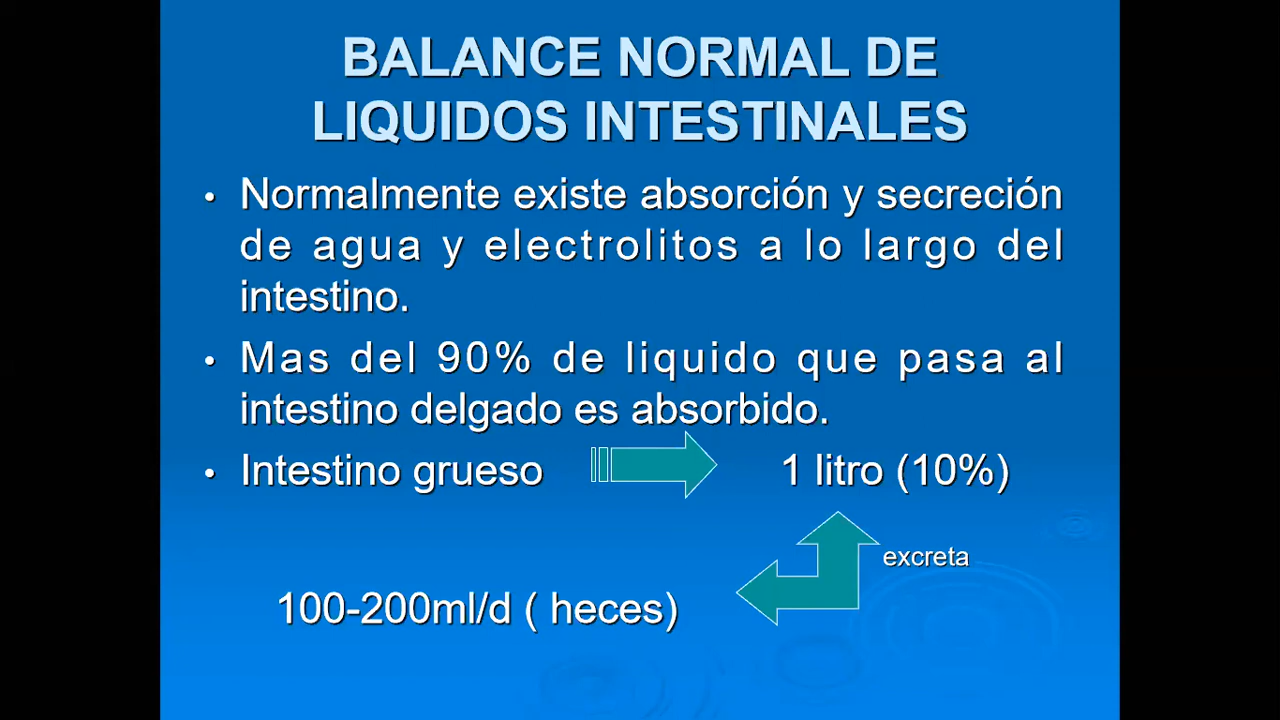 BALANCE NORMAL DE
LIQUIDOS INTESTINALES
• Normalmente existe absorción y secreción
de agua y electrolitos a lo largo del
intestino.
• Mas del 90% de liquido que pasa al
intestino delgado es absorbido.
• Intestino grueso 1 litro (10%)
excreta
100-200ml/d ( heces)